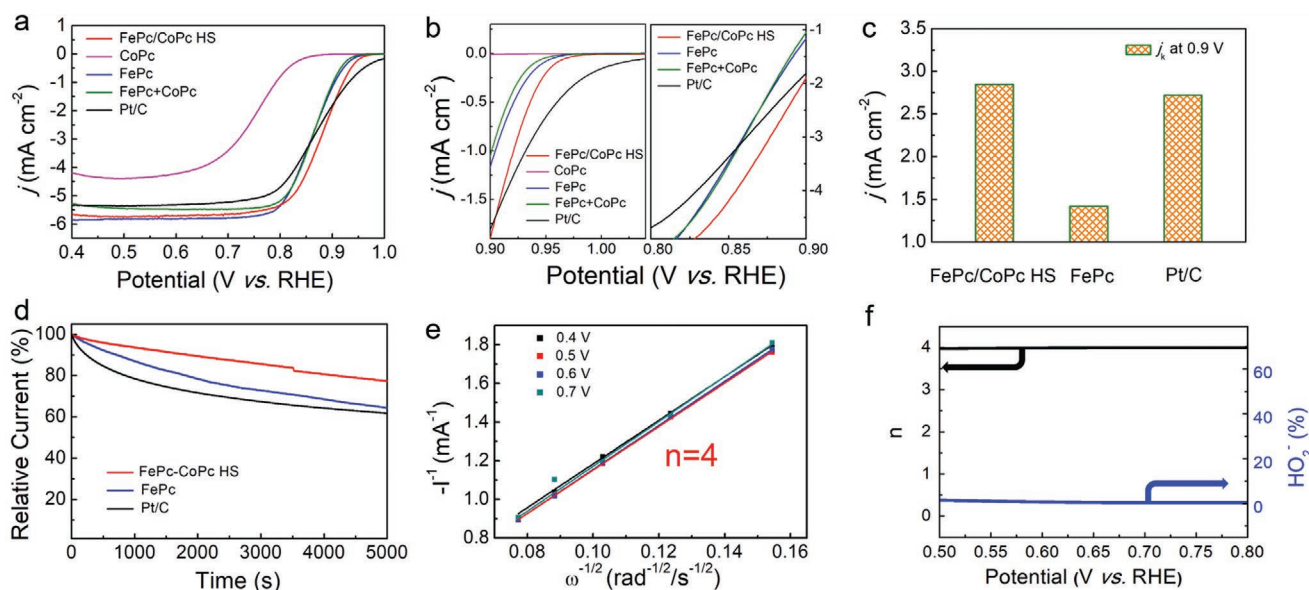 a
FePc/CoPc HS
CoPc
FePc
FePc+CoPc
Pt/C
0
-1
-2
-3
-4
-5
-6
j (mA cm⁻²)
0.4 0.5 0.6 0.7 0.8 0.9 1.0
Potential (V vs. RHE)
b
0.0
-0.5
-1.0
-1.5
j (mA cm⁻²)
FePc/CoPc HS
CoPc
FePc
FePc+CoPc
Pt/C
0.90 0.95 1.00
FePc/CoPc HS
FePc
FePc+CoPc
Pt/C
-1
-2
-3
-4
0.80 0.85 0.90
Potential (V vs. RHE)
c
jk at 0.9 V
3.5
3.0
2.5
2.0
1.5
1.0
j (mA cm⁻²)
FePc/CoPc HS FePc Pt/C
d
100
80
60
40
20
Relative Current (%)
FePc-CoPc HS
FePc
Pt/C
0 1000 2000 3000 4000 5000
Time (s)
e
0.4 V
0.5 V
0.6 V
0.7 V
1.8
1.6
1.4
1.2
1.0
0.8
-I⁻¹ (mA⁻¹)
n=4
0.08 0.10 0.12 0.14 0.16
ω⁻¹/² (rad⁻¹/²/s⁻¹/²)
f
4
3
2
1
0
n
60
40
20
0
HO₂⁻ (%)
0.50 0.55 0.60 0.65 0.70 0.75 0.80
Potential (V vs. RHE)